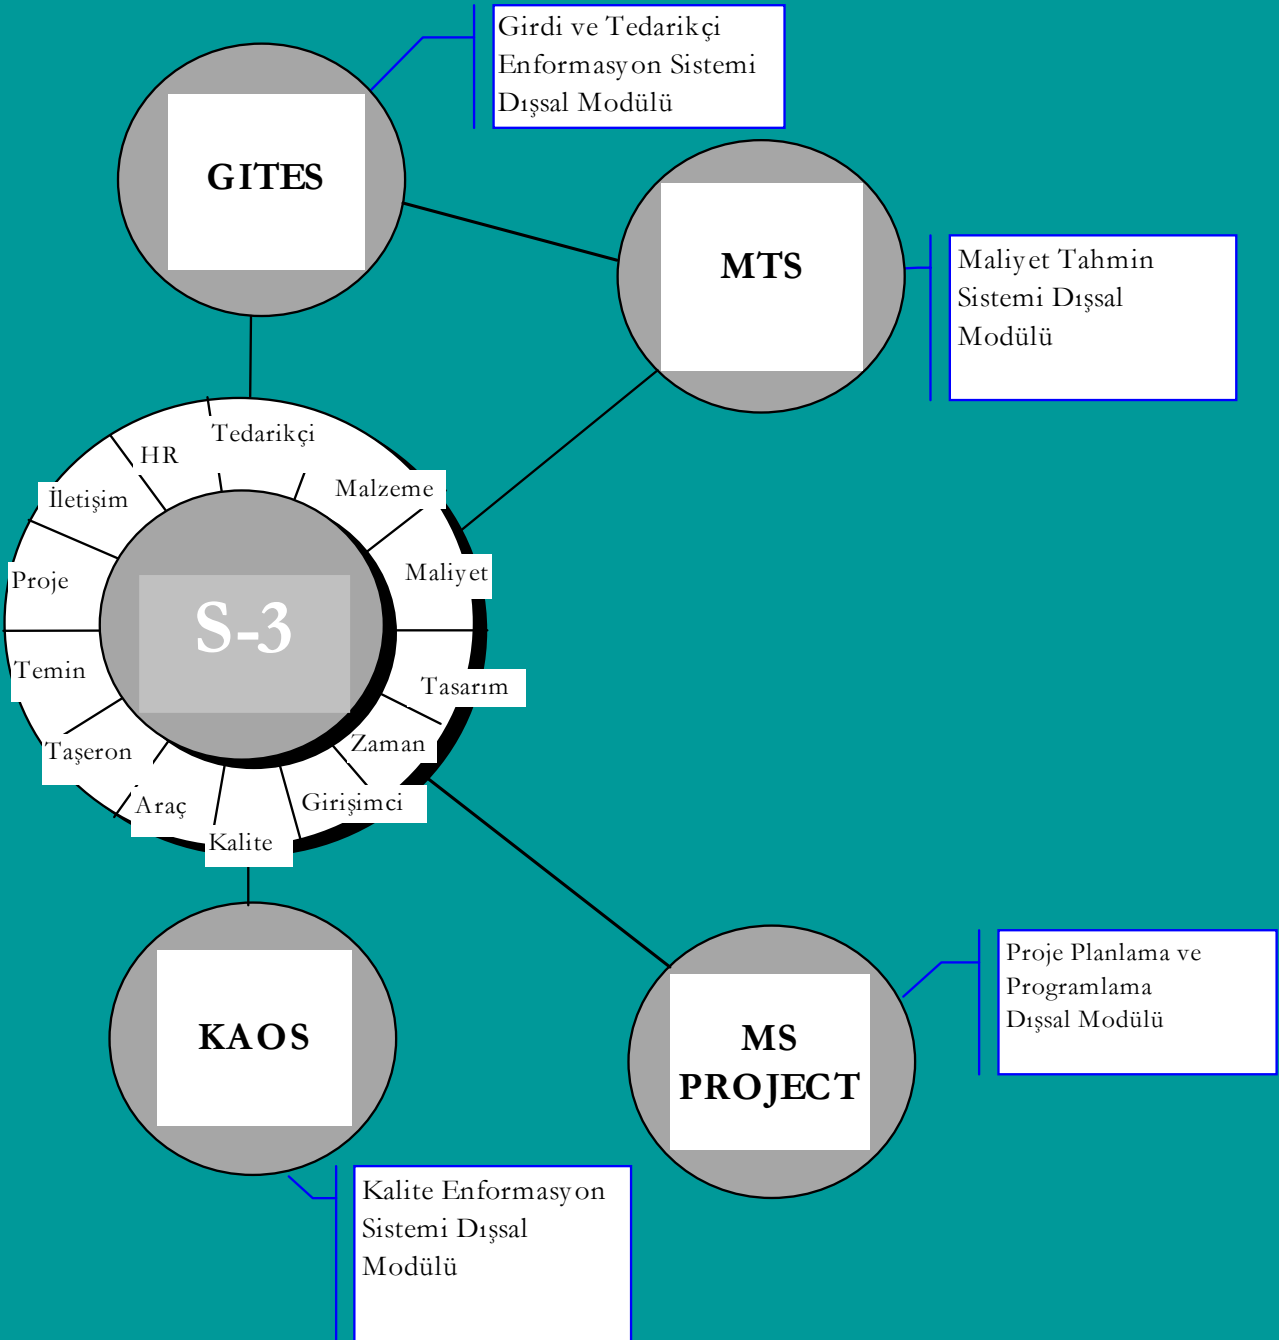 Girdi ve Tedarikçi
Enformasyon Sistemi
Dışsal Modülü
GITES
MTS
Maliyet Tahmin
Sistemi Dışsal
Modülü
Tedarikçi
HR
Malzeme
İletişim
Maliyet
Proje
S-3
Temin
Tasarım
Zaman
Taşeron
Girişimci
Araç
Kalite
Proje Planlama ve
Programlama
Dışsal Modülü
KAOS
MS
PROJECT
Kalite Enformasyon
Sistemi Dışsal
Modülü